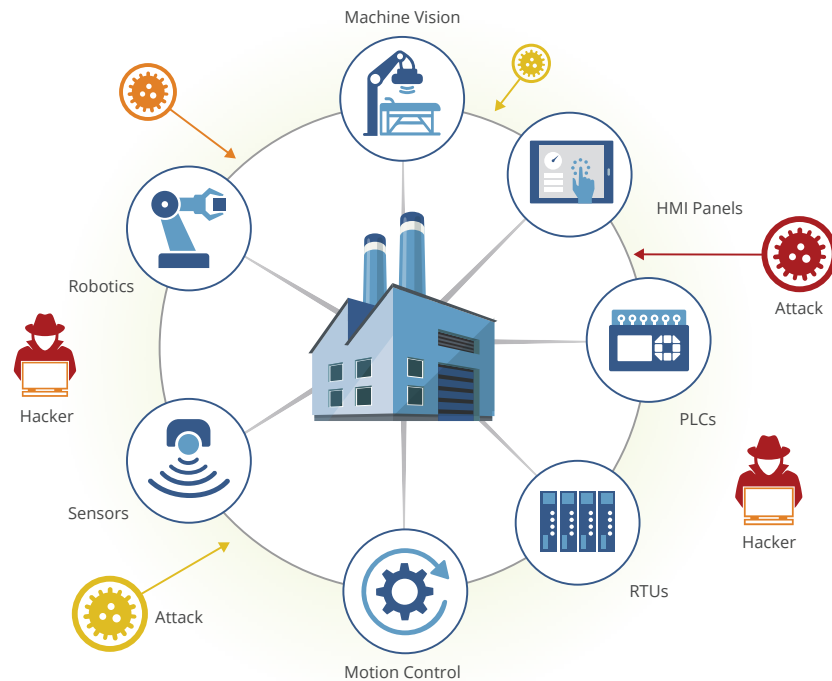 Machine Vision
HMI Panels
Robotics
Attack
Hacker
PLCs
Sensors
Hacker
RTUs
Attack
Motion Control